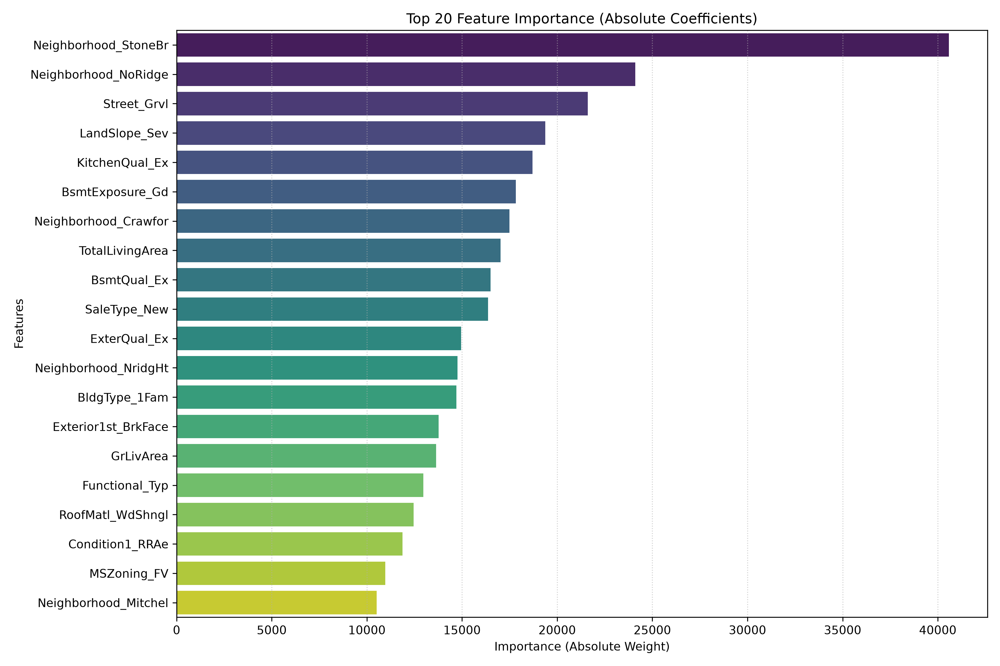 Top 20 Feature Importance (Absolute Coefficients)
Neighborhood_StoneBr
Neighborhood_NoRidge
Street_Grvl
LandSlope_Sev
KitchenQual_Ex
BsmtExposure_Gd
Neighborhood_Crawfor
TotalLivingArea
BsmtQual_Ex
SaleType_New
ExterQual_Ex
Neighborhood_NridgHt
BldgType_1Fam
Exterior1st_BrkFace
GrLivArea
Functional_Typ
RoofMatl_WdShngl
Condition1_RRAe
MSZoning_FV
Neighborhood_Mitchel
Features
0 5000 10000 15000 20000 25000 30000 35000 40000
Importance (Absolute Weight)